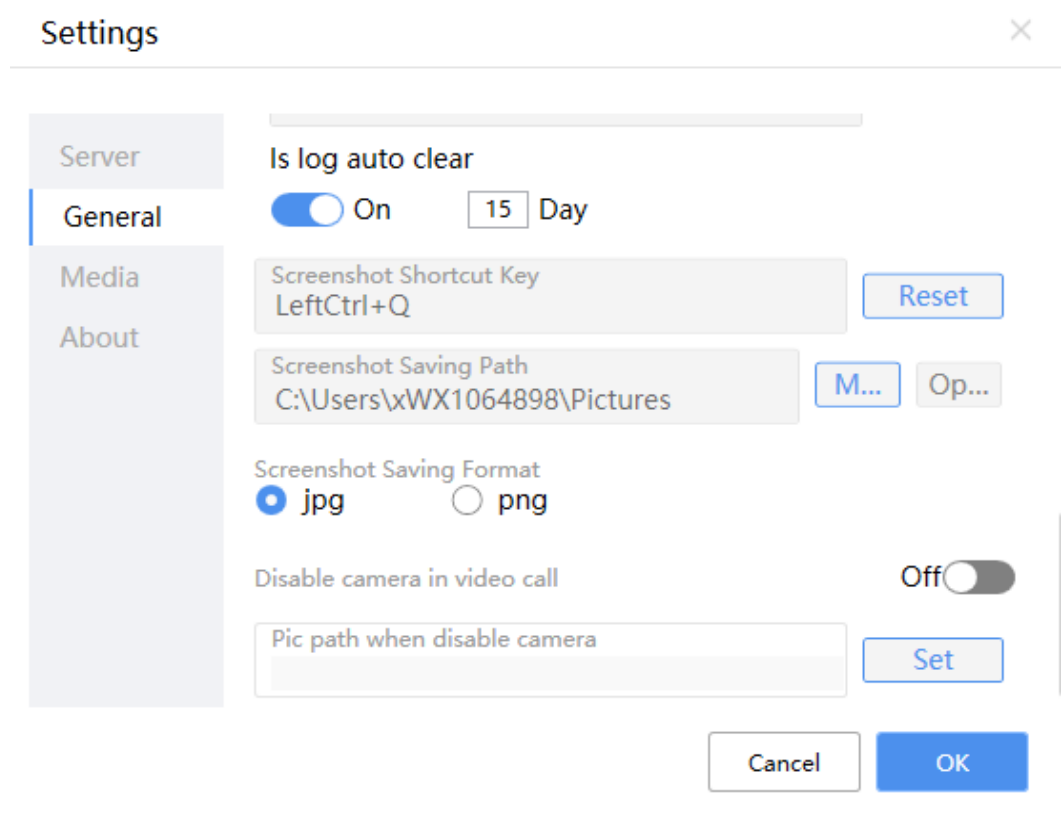 Settings
Server
General
Media
About
Is log auto clear
On 15 Day
Screenshot Shortcut Key
LeftCtrl+Q
Reset
Screenshot Saving Path
C:\Users\xWX1064898\Pictures
M... Op...
Screenshot Saving Format
jpg png
Disable camera in video call Off
Pic path when disable camera
Set
Cancel OK